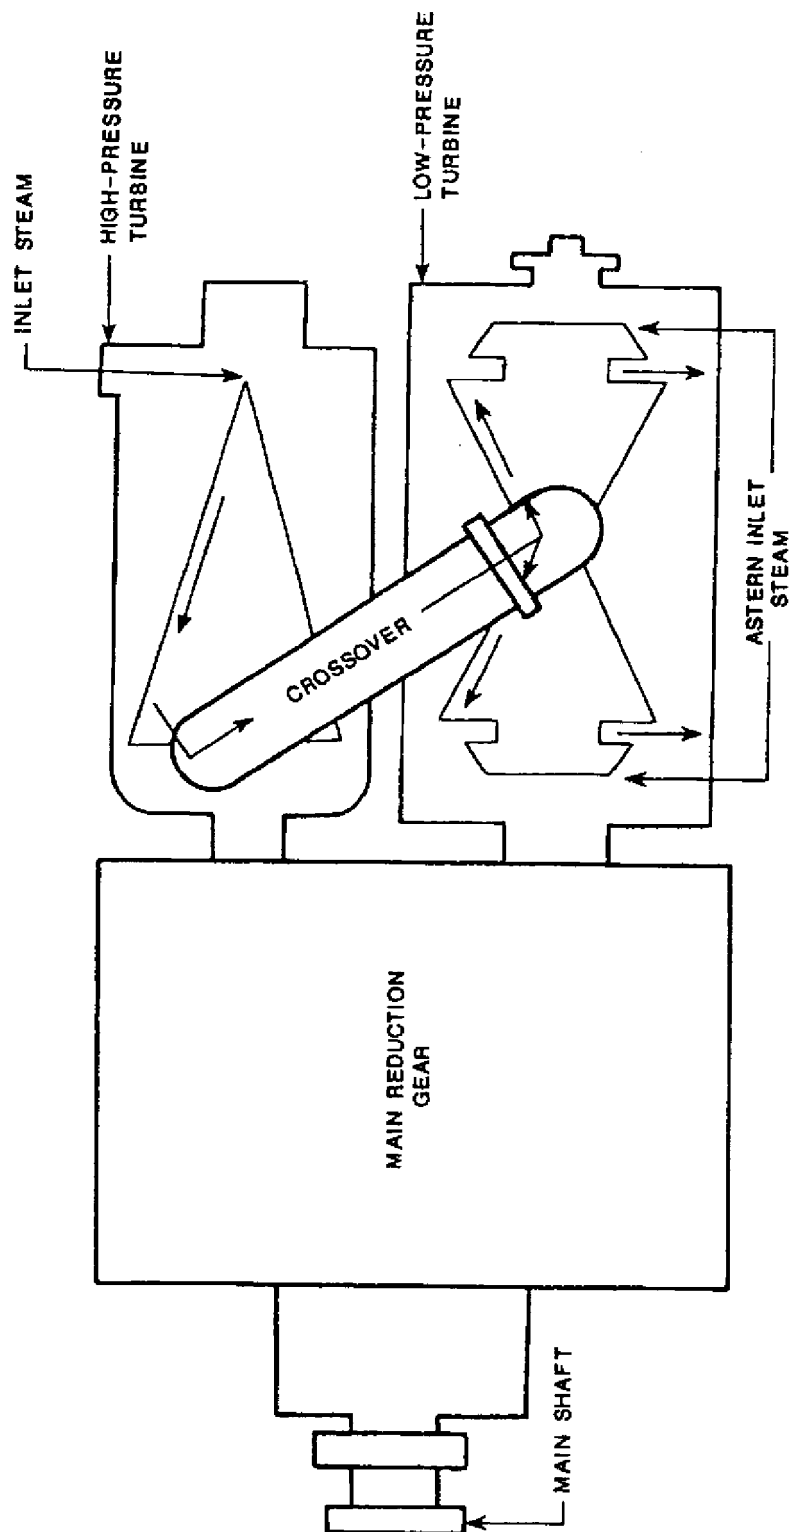 INLET STEAM
HIGH-PRESSURE
TURBINE
LOW-PRESSURE
TURBINE
CROSSOVER
ASTERN INLET
STEAM
MAIN REDUCTION
GEAR
MAIN SHAFT